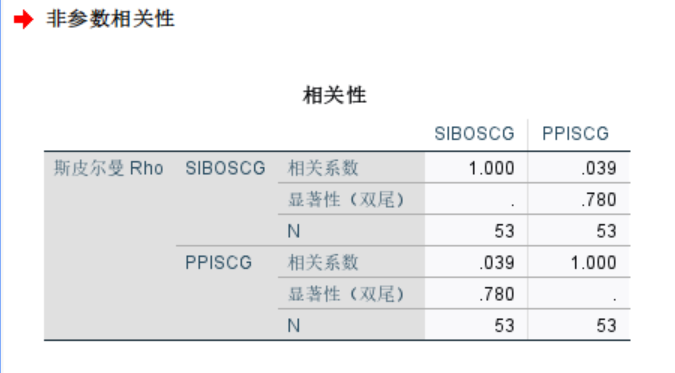 非参数相关性
相关性
SIBOSCG PPISCG
斯皮尔曼 Rho SIBOSCG 相关系数 1.000 .039
显著性（双尾） . .780
N 53 53
PPISCG 相关系数 .039 1.000
显著性（双尾） .780 .
N 53 53